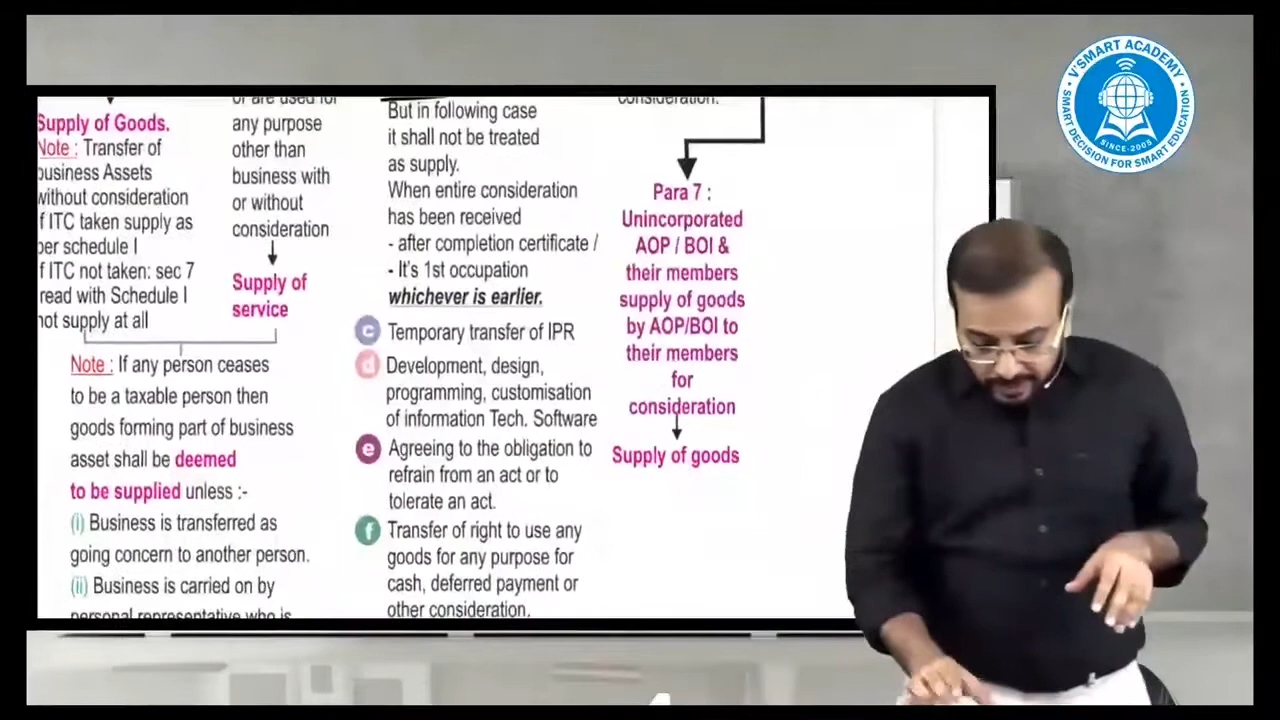 Supply of Goods.
Note : Transfer of
business Assets
without consideration
f ITC taken supply as
per schedule I
f ITC not taken: sec 7
read with Schedule I
not supply at all
or are used for
any purpose
other than
business with
or without
consideration
Supply of
service
Note : If any person ceases
to be a taxable person then
goods forming part of business
asset shall be deemed
to be supplied unless :-
(i) Business is transferred as
going concern to another person.
(ii) Business is carried on by
personal representative who is
But in following case
it shall not be treated
as supply.
When entire consideration
has been received
- after completion certificate /
- It's 1st occupation
whichever is earlier.
c Temporary transfer of IPR
d Development, design,
programming, customisation
of information Tech. Software
e Agreeing to the obligation to
refrain from an act or to
tolerate an act.
f Transfer of right to use any
goods for any purpose for
cash, deferred payment or
other consideration.
consideration.
Para 7 :
Unincorporated
AOP / BOI &
their members
supply of goods
by AOP/BOI to
their members
for
consideration
Supply of goods
V'SMART ACADEMY
SINCE-2005
SMART DECISION FOR SMART EDUCATION